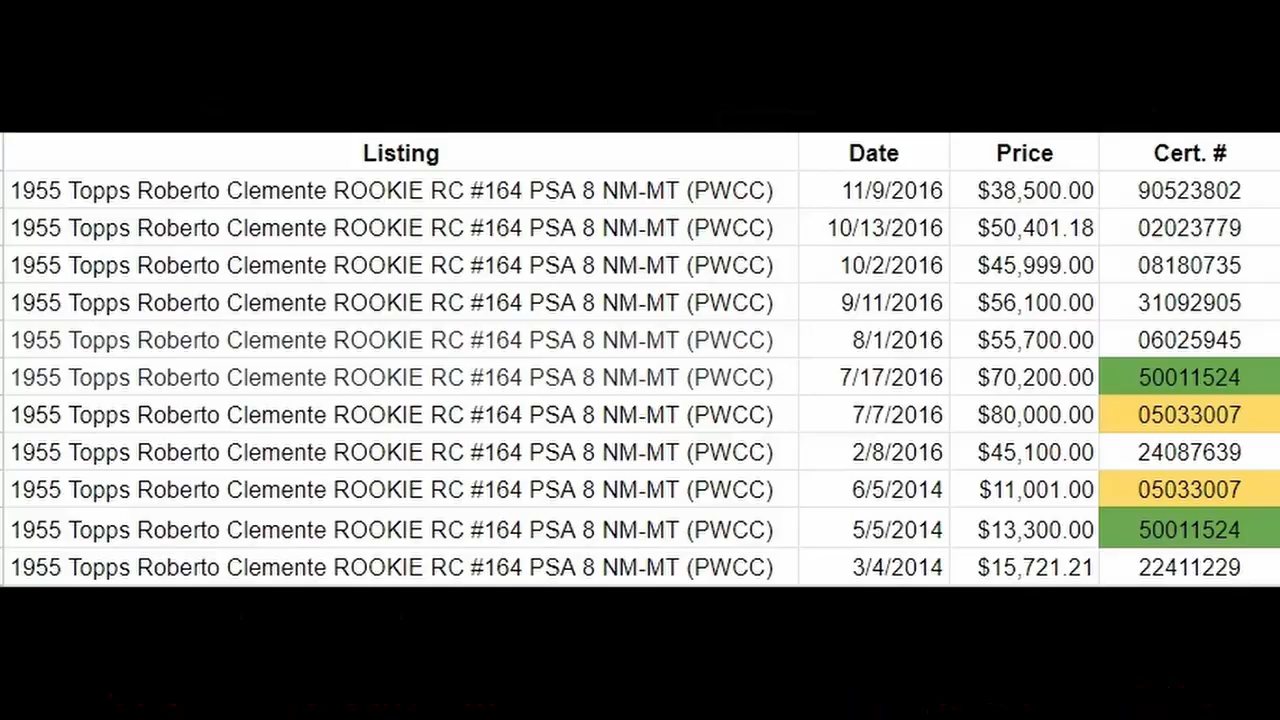 Listing Date Price Cert. #
1955 Topps Roberto Clemente ROOKIE RC #164 PSA 8 NM-MT (PWCC) 11/9/2016 $38,500.00 90523802
1955 Topps Roberto Clemente ROOKIE RC #164 PSA 8 NM-MT (PWCC) 10/13/2016 $50,401.18 02023779
1955 Topps Roberto Clemente ROOKIE RC #164 PSA 8 NM-MT (PWCC) 10/2/2016 $45,999.00 08180735
1955 Topps Roberto Clemente ROOKIE RC #164 PSA 8 NM-MT (PWCC) 9/11/2016 $56,100.00 31092905
1955 Topps Roberto Clemente ROOKIE RC #164 PSA 8 NM-MT (PWCC) 8/1/2016 $55,700.00 06025945
1955 Topps Roberto Clemente ROOKIE RC #164 PSA 8 NM-MT (PWCC) 7/17/2016 $70,200.00 50011524
1955 Topps Roberto Clemente ROOKIE RC #164 PSA 8 NM-MT (PWCC) 7/7/2016 $80,000.00 05033007
1955 Topps Roberto Clemente ROOKIE RC #164 PSA 8 NM-MT (PWCC) 2/8/2016 $45,100.00 24087639
1955 Topps Roberto Clemente ROOKIE RC #164 PSA 8 NM-MT (PWCC) 6/5/2014 $11,001.00 05033007
1955 Topps Roberto Clemente ROOKIE RC #164 PSA 8 NM-MT (PWCC) 5/5/2014 $13,300.00 50011524
1955 Topps Roberto Clemente ROOKIE RC #164 PSA 8 NM-MT (PWCC) 3/4/2014 $15,721.21 22411229